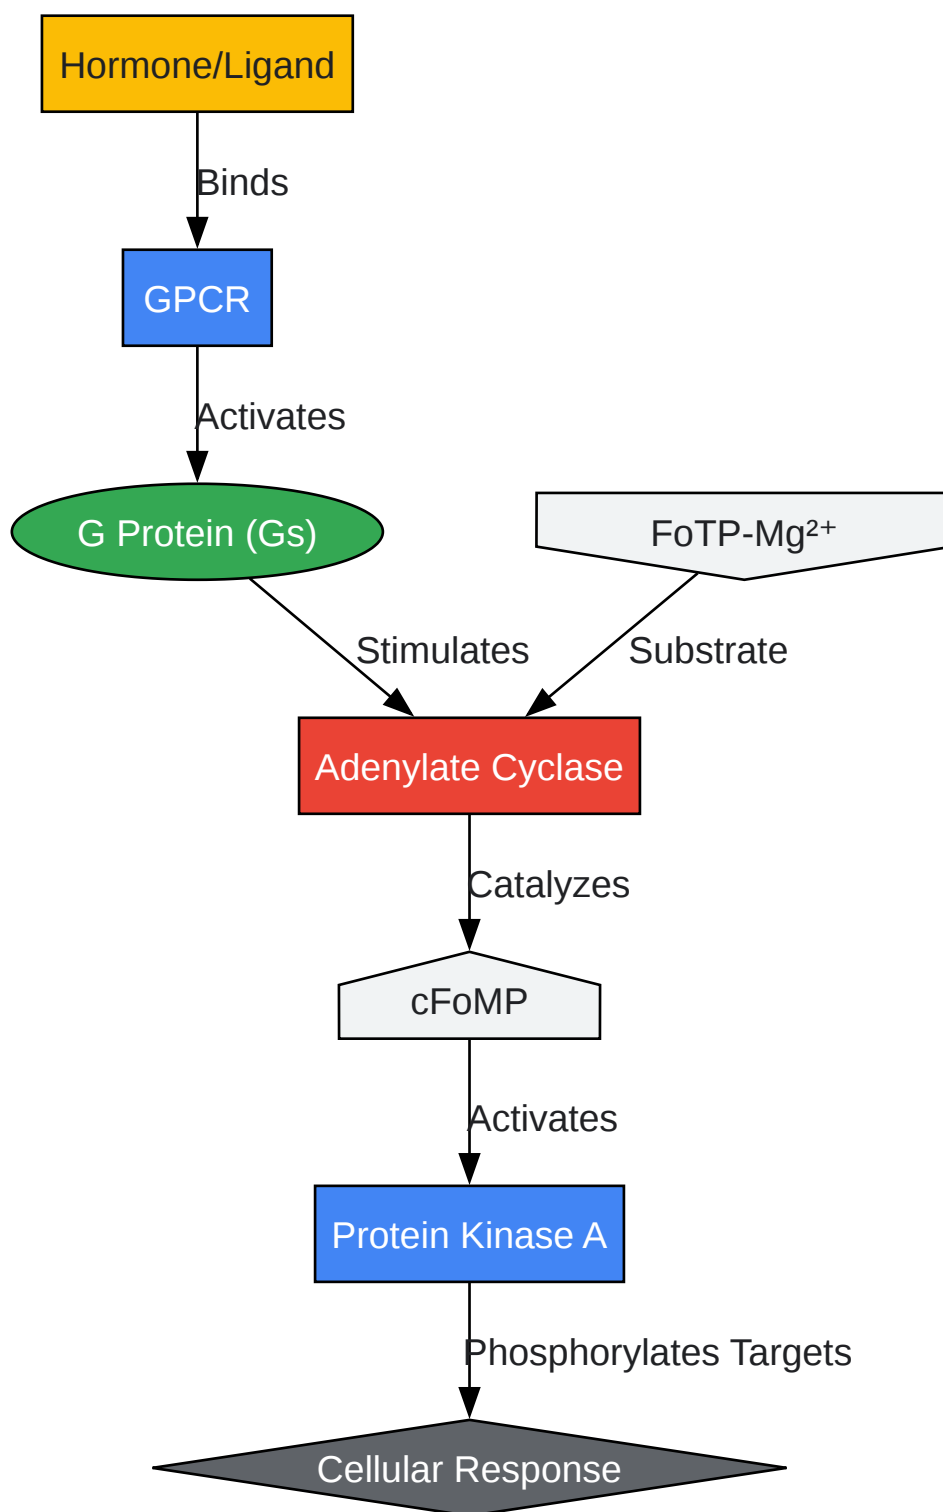 Hormone/Ligand
Binds
GPCR
Activates
G Protein (Gs)
FoTP-Mg²⁺
Stimulates
Substrate
Adenylate Cyclase
Catalyzes
cFoMP
Activates
Protein Kinase A
Phosphorylates Targets
Cellular Response